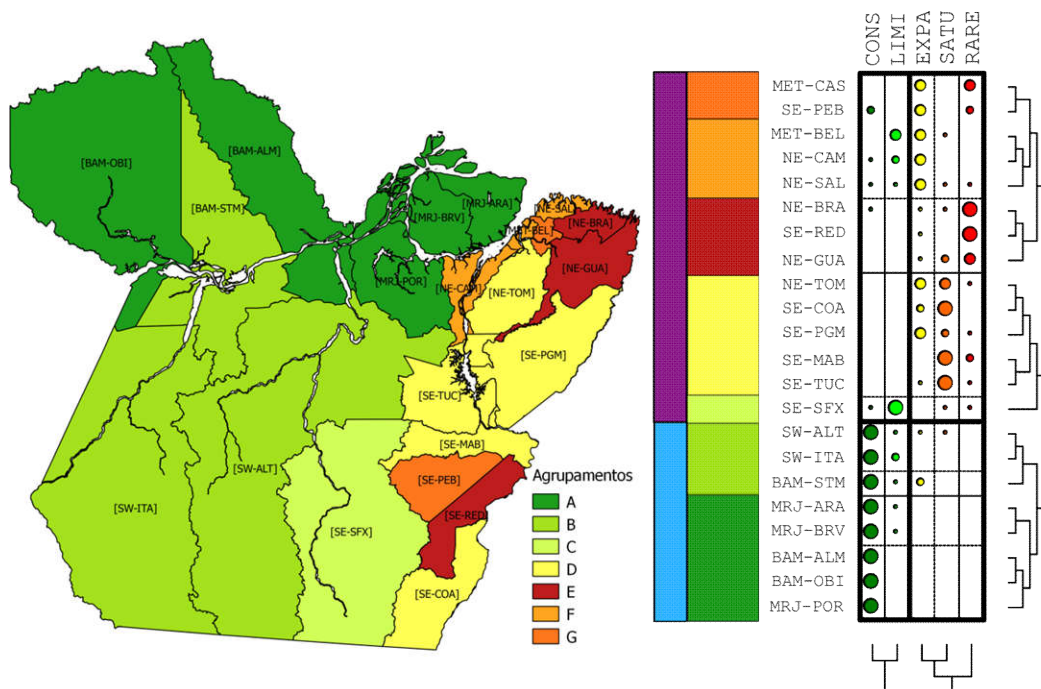 [BAM-OBI]
[BAM-ALM]
[BAM-STM]
[MRJ-ARA]
[MRJ-BRV]
[MRJ-POR]
[NE-SAL]
[MET-BEL]
[NE-BRA]
[NE-GUA]
[NE-CAM]
[NE-TOM]
[SE-PGM]
[SE-TUC]
[SE-MAB]
[SE-PEB]
[SE-RED]
[SW-ALT]
[SW-ITA]
[SE-SFX]
[SE-COA]
Agrupamentos
A
B
C
D
E
F
G
CONS LIMI EXPA SATU RARE
MET-CAS
SE-PEB
MET-BEL
NE-CAM
NE-SAL
NE-BRA
SE-RED
NE-GUA
NE-TOM
SE-COA
SE-PGM
SE-MAB
SE-TUC
SE-SFX
SW-ALT
SW-ITA
BAM-STM
MRJ-ARA
MRJ-BRV
BAM-ALM
BAM-OBI
MRJ-POR